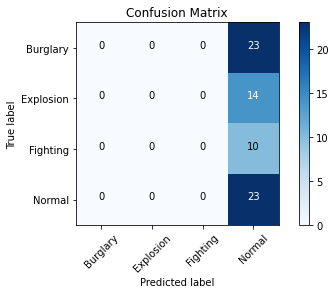 Confusion Matrix
Burglary 0 0 0 23
Explosion 0 0 0 14
Fighting 0 0 0 10
Normal 0 0 0 23
True label
Burglary Explosion Fighting Normal
Predicted label
20
15
10
5
0